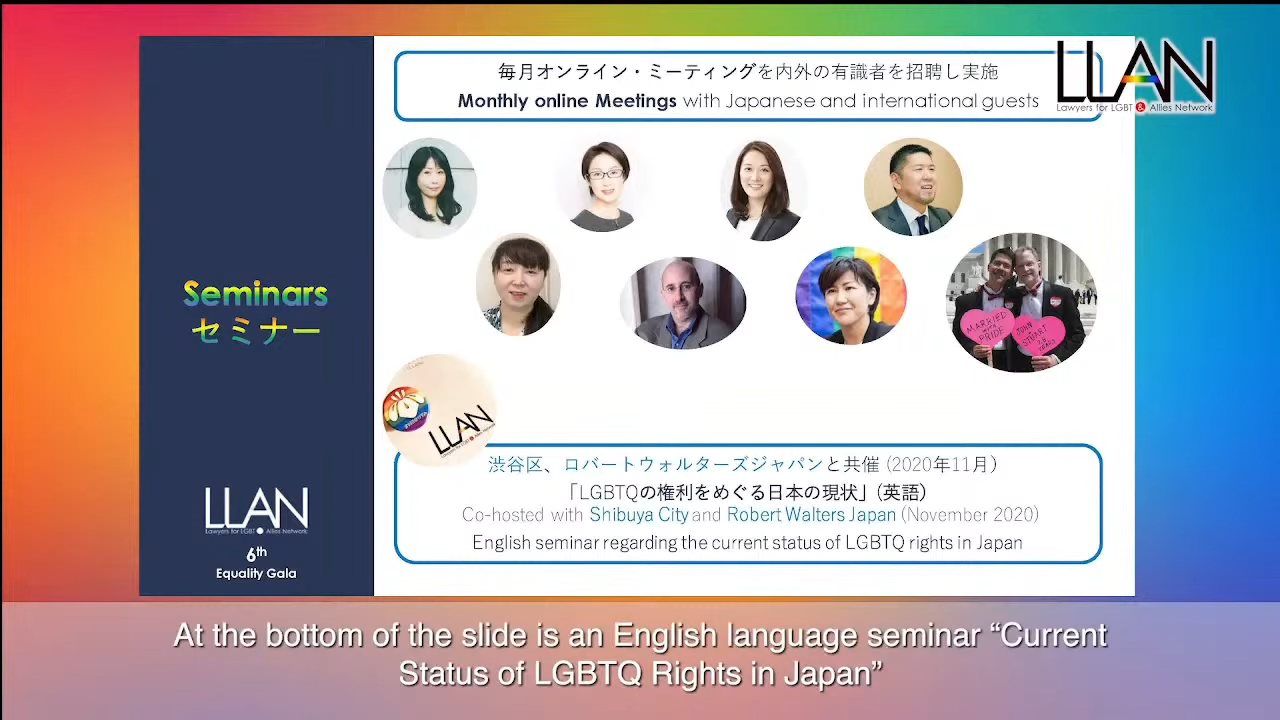 毎月オンライン・ミーティングを内外の有識者を招聘し実施
Monthly online Meetings with Japanese and international guests
LLAN
Lawyers for LGBT & Allies Network
MARRIED
PRIDE
JOHN
STUART
28
YEARS
Seminars
セミナー
LLAN
渋谷区、ロバートウォルターズジャパンと共催 (2020年11月)
「LGBTQの権利をめぐる日本の現状」(英語)
Co-hosted with Shibuya City and Robert Walters Japan (November 2020)
English seminar regarding the current status of LGBTQ rights in Japan
LLAN
Lawyers for LGBT & Allies Network
6th
Equality Gala
At the bottom of the slide is an English language seminar “Current
Status of LGBTQ Rights in Japan”